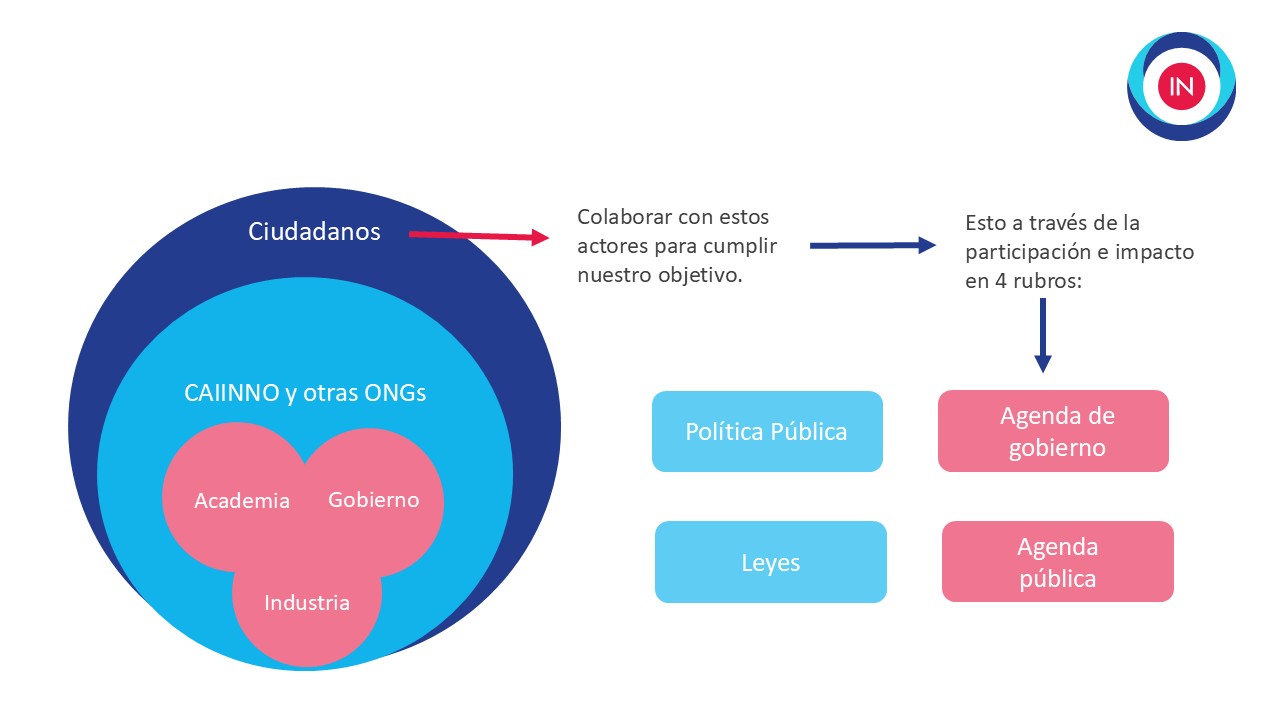 IN
Ciudadanos
Colaborar con estos
actores para cumplir
nuestro objetivo.
Esto a través de la
participación e impacto
en 4 rubros:
CAIINNO y otras ONGs
Academia
Gobierno
Industria
Política Pública
Agenda de
gobierno
Leyes
Agenda
pública